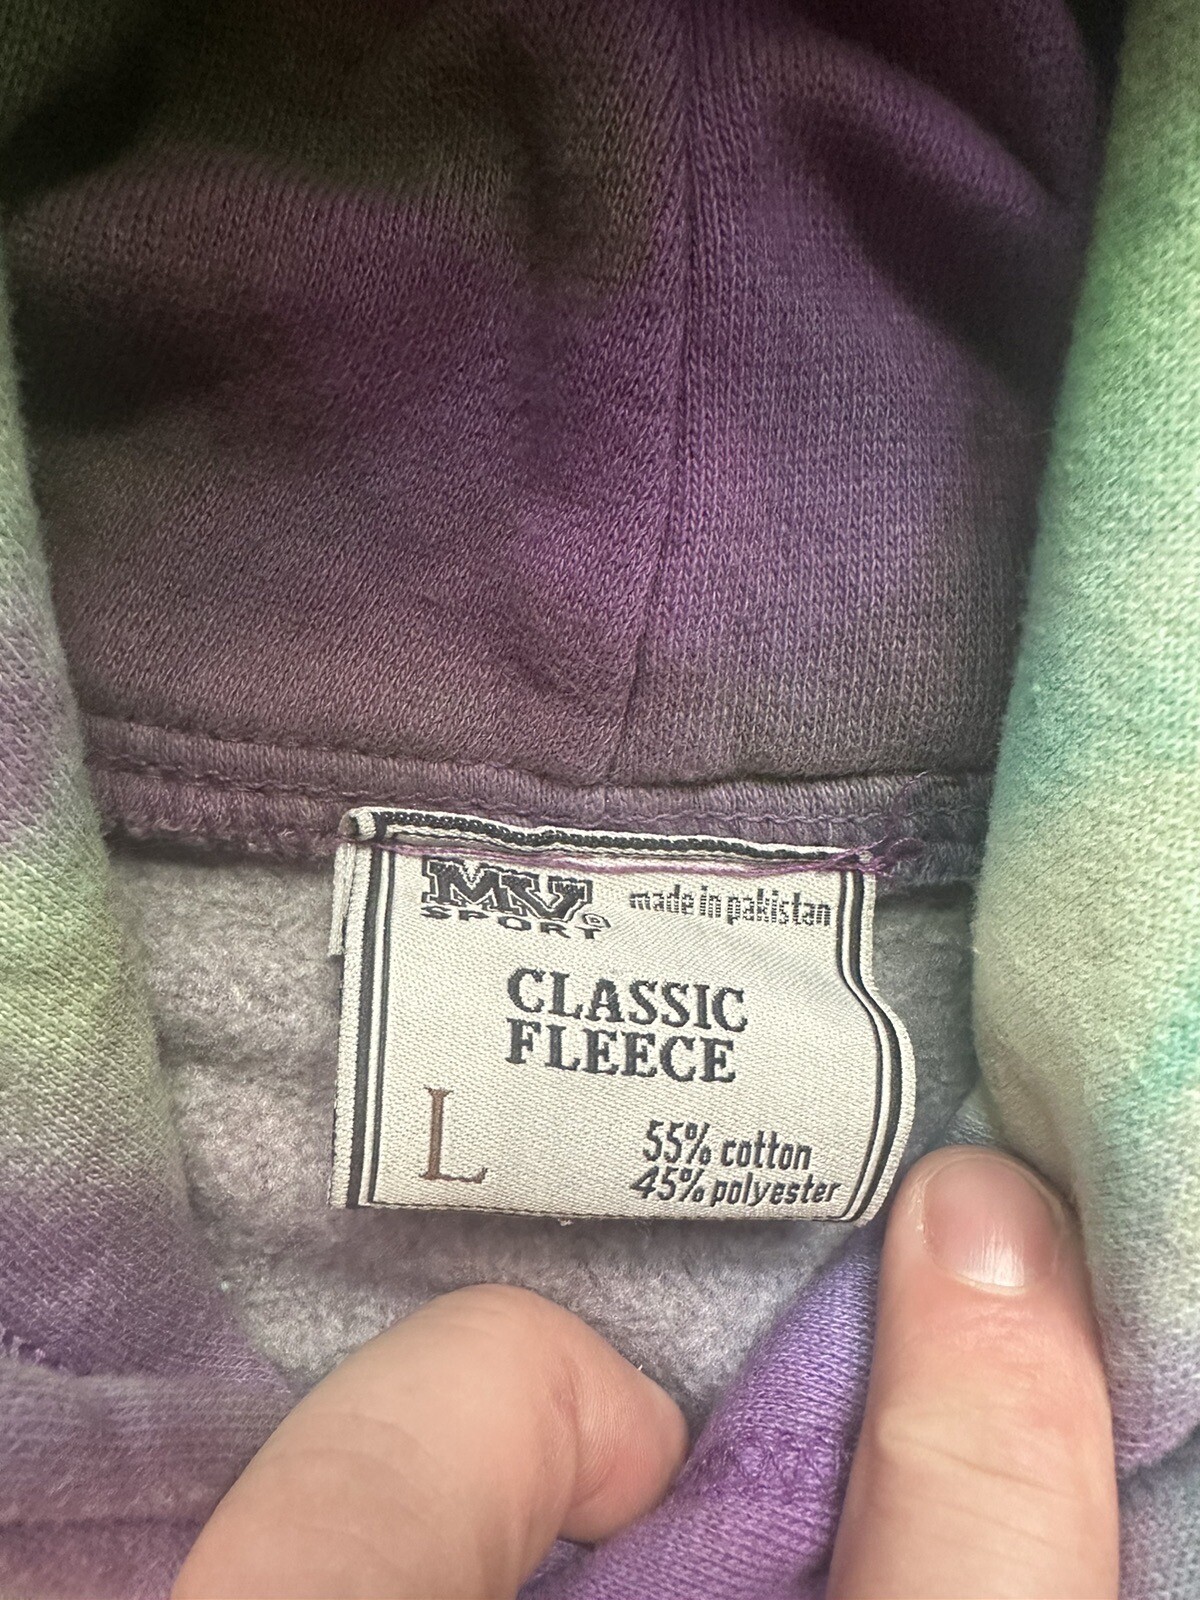 MV
SPORT®
made in pakistan
CLASSIC
FLEECE
L
55% cotton
45% polyester